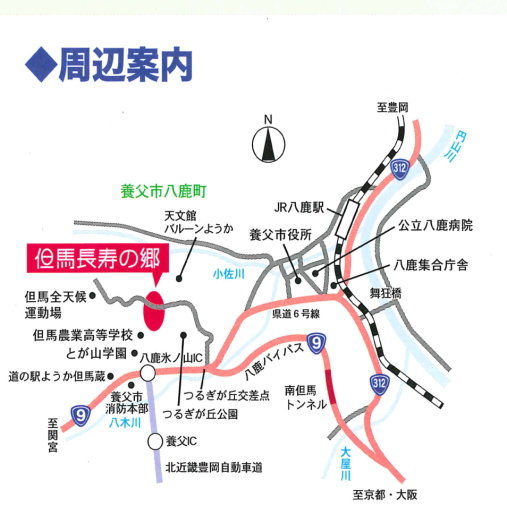 ◆周辺案内
N
至豊岡
円山川
312
養父市八鹿町
天文館
バルーンようか
JR八鹿駅
養父市役所
公立八鹿病院
但馬長寿の郷
小佐川
八鹿集合庁舎
舞狂橋
但馬全天候
運動場
県道6号線
但馬農業高等学校
とが山学園
八鹿氷ノ山IC
八鹿バイパス
9
道の駅ようか但馬蔵
312
養父市
消防本部
つるぎが丘交差点
つるぎが丘公園
南但馬
トンネル
9
八木川
至関宮
養父IC
大屋川
北近畿豊岡自動車道
至京都・大阪